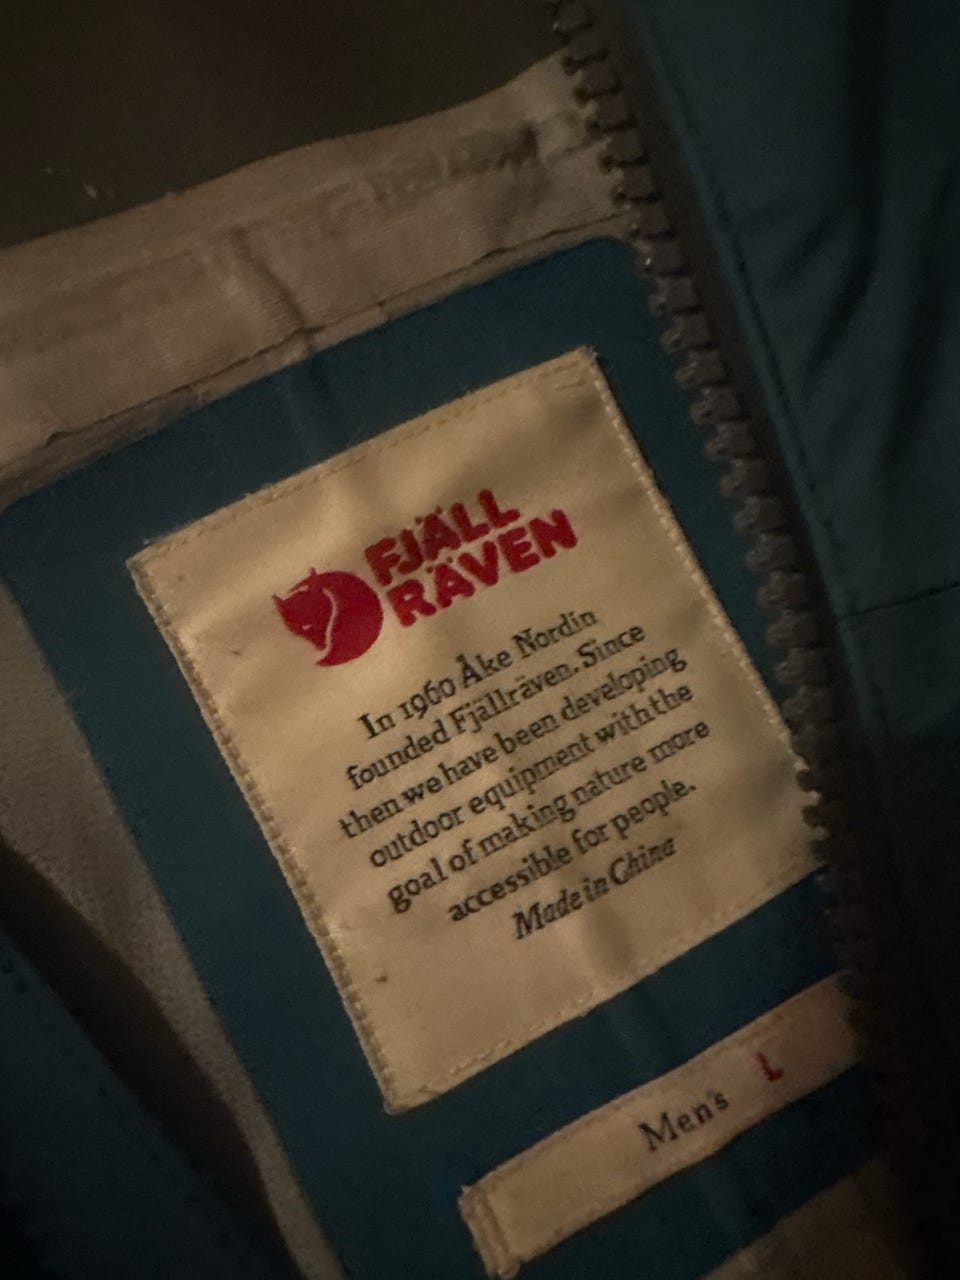 FJÄLL
RÄVEN
In 1960 Åke Nordin
founded Fjällräven. Since
then we have been developing
outdoor equipment with the
goal of making nature more
accessible for people.
Made in China
Men's L